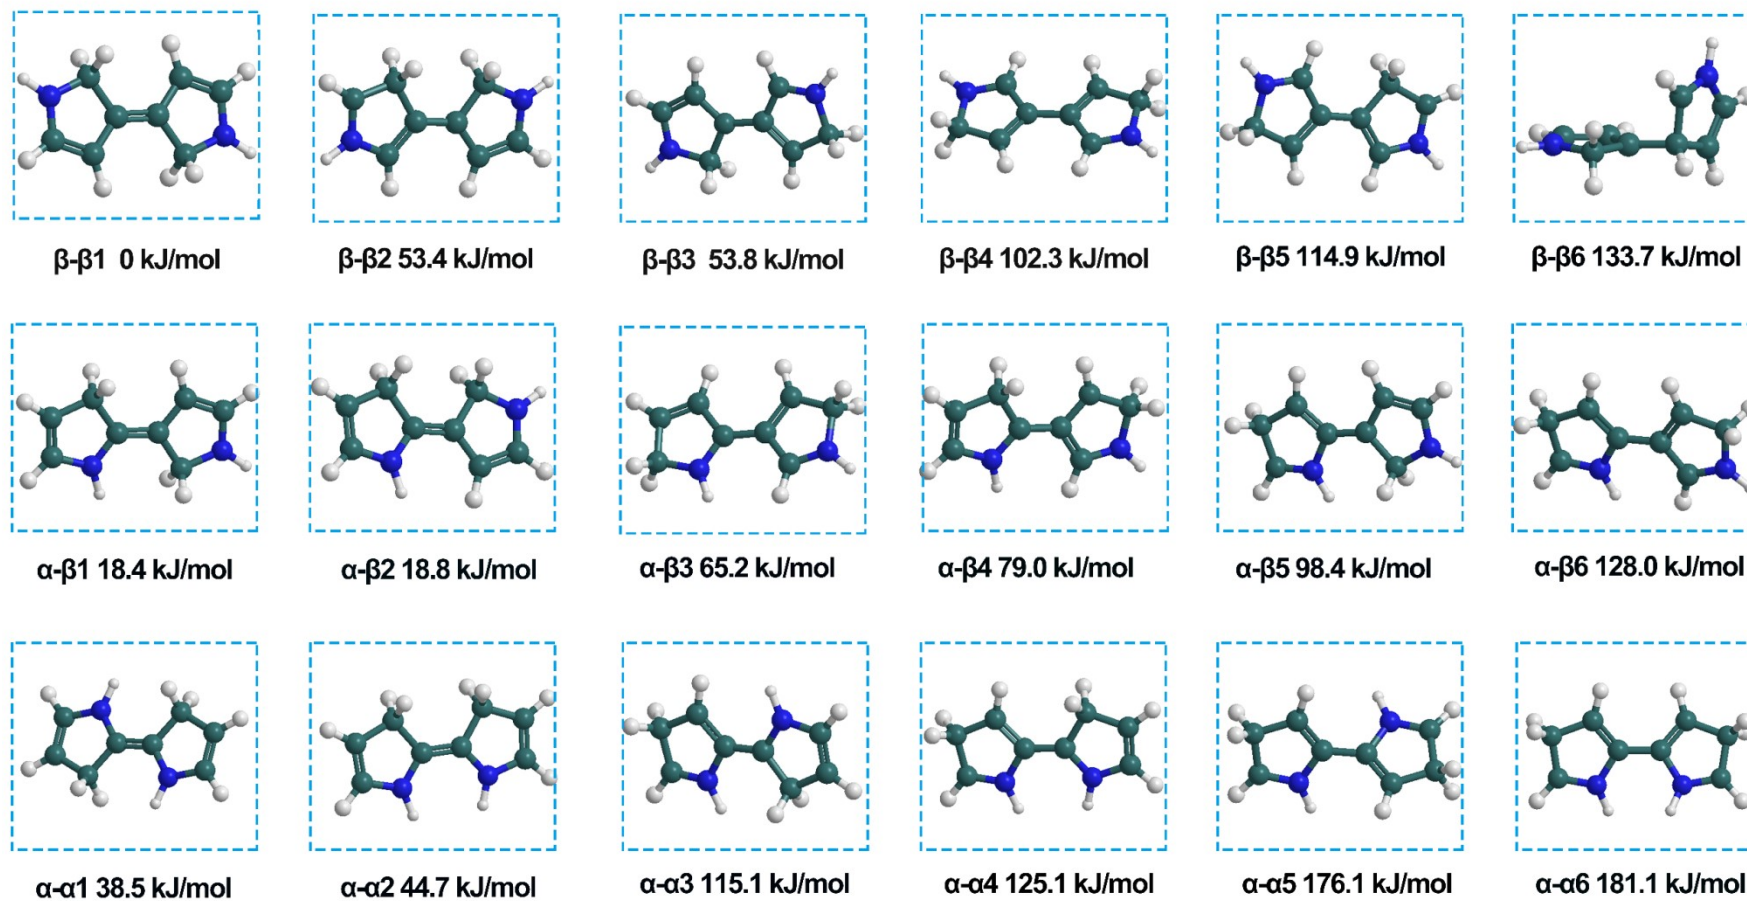 β-β1 0 kJ/mol
β-β2 53.4 kJ/mol
β-β3 53.8 kJ/mol
β-β4 102.3 kJ/mol
β-β5 114.9 kJ/mol
β-β6 133.7 kJ/mol
α-β1 18.4 kJ/mol
α-β2 18.8 kJ/mol
α-β3 65.2 kJ/mol
α-β4 79.0 kJ/mol
α-β5 98.4 kJ/mol
α-β6 128.0 kJ/mol
α-α1 38.5 kJ/mol
α-α2 44.7 kJ/mol
α-α3 115.1 kJ/mol
α-α4 125.1 kJ/mol
α-α5 176.1 kJ/mol
α-α6 181.1 kJ/mol